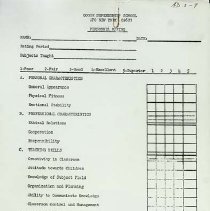 PERSONNEL RATING
NAME DATE
Rating Period
Subjects Taught
1-Poor 2-Fair 3-Good 4-Excellent 5-Superior 1 2 3 4 5
A. PERSONAL CHARACTERISTICS
General Appearance
Physical Fitness
Emotional Stability
B. PROFESSIONAL CHARACTERISTICS
Ethical Relations
Cooperation
Responsibility
C. TEACHING SKILLS
Creativity in Classroom
Attitude towards Children
Knowledge of Subject Field
Organization and Planning
Ability to Communicate Knowledge
Classroom Control and Management